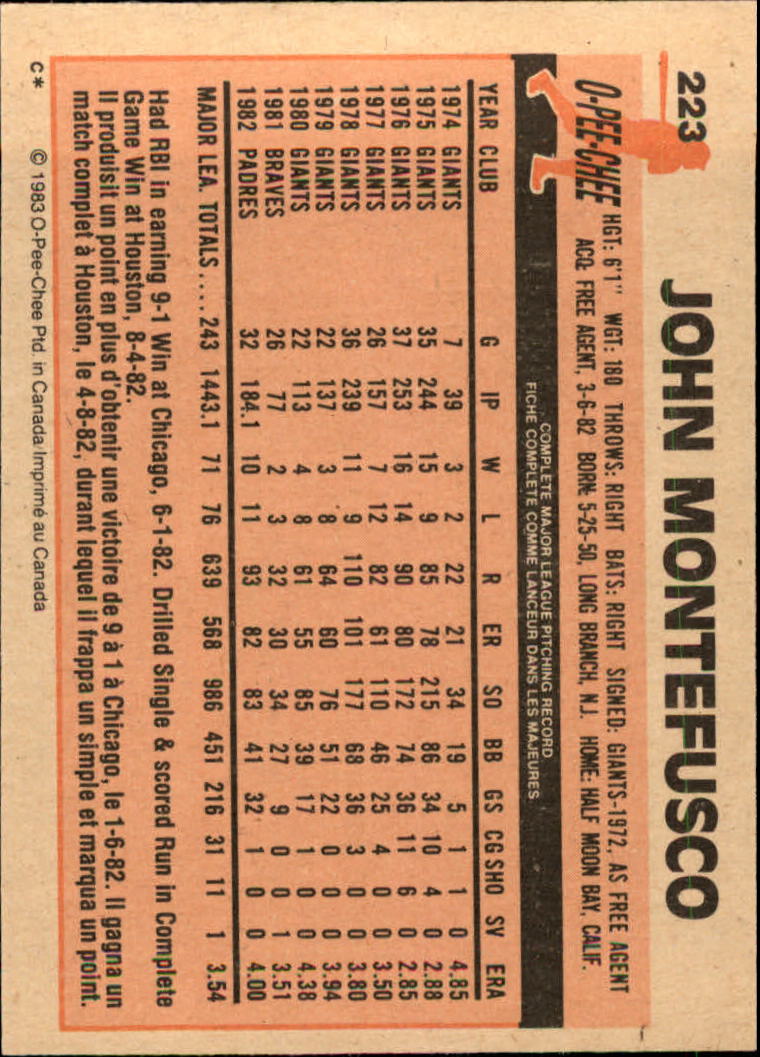 223
JOHN MONTEFUSCO
O-PEE-CHEE
HGT: 6'1" WGT: 180 THROWS: RIGHT BATS: RIGHT SIGNED: GIANTS-1972, AS FREE AGENT
ACQ: FREE AGENT, 3-6-82 BORN: 5-25-50, LONG BRANCH, N.J. HOME: HALF MOON BAY, CALIF.
COMPLETE MAJOR LEAGUE PITCHING RECORD
FICHE COMPLETE COMME LANCEUR DANS LES MAJEURES
YEAR CLUB G IP W L R ER SO BB GS CG SHO SV ERA
1974 GIANTS 7 39 3 2 22 21 34 19 5 1 1 0 4.85
1975 GIANTS 35 244 15 9 85 78 215 86 34 10 4 0 2.88
1976 GIANTS 37 253 16 14 90 80 172 74 36 11 6 0 2.85
1977 GIANTS 26 157 7 12 82 61 110 46 25 4 0 0 3.50
1978 GIANTS 36 239 11 9 110 101 177 68 36 3 0 0 3.80
1979 GIANTS 22 137 3 8 64 60 76 51 22 0 0 0 3.94
1980 GIANTS 22 113 4 8 61 55 85 39 17 1 0 0 4.38
1981 BRAVES 26 77 2 3 32 30 34 27 9 0 0 1 3.51
1982 PADRES 32 184.1 10 11 93 82 83 41 32 1 0 0 4.00
MAJOR LEA. TOTALS .... 243 1443.1 71 76 639 568 986 451 216 31 11 1 3.54
Had RBI in earning 9-1 Win at Chicago, 6-1-82. Drilled Single & scored Run in Complete
Game Win at Houston, 8-4-82.
Il produisit un point en plus d'obtenir une victoire de 9 à 1 à Chicago, le 1-6-82. Il gagna un
match complet à Houston, le 4-8-82, durant lequel il frappa un simple et marqua un point.
C* © 1983 O-Pee-Chee Ptd. in Canada/Imprimé au Canada